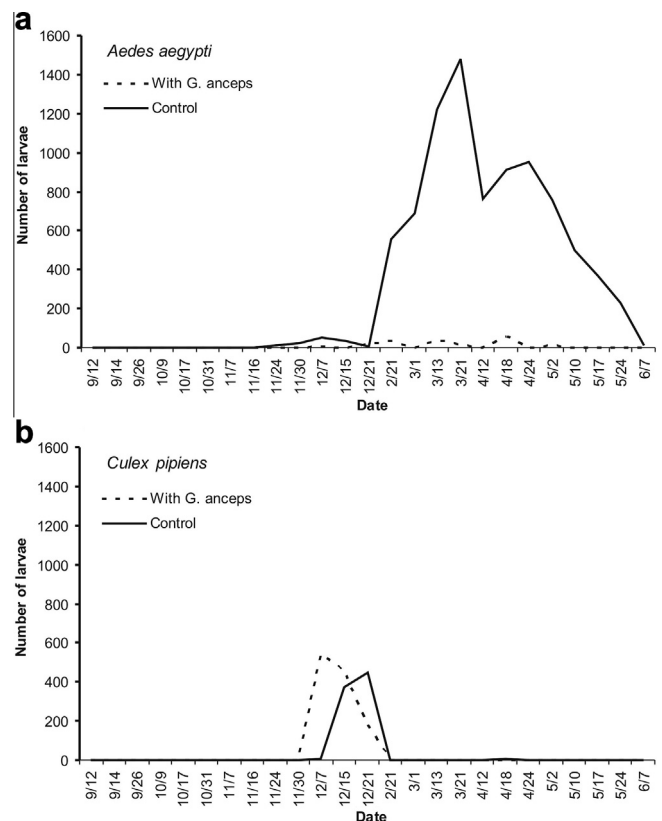 a
1600
1400
1200
1000
800
600
400
200
0
Number of larvae
Aedes aegypti
With G. anceps
Control
9/12 9/14 9/26 10/9 10/17 10/31 11/7 11/16 11/24 11/30 12/7 12/15 12/21 2/21 3/1 3/13 3/21 4/12 4/18 4/24 5/2 5/10 5/17 5/24 6/7
Date
b
1600
1400
1200
1000
800
600
400
200
0
Number of larvae
Culex pipiens
With G. anceps
Control
9/12 9/14 9/26 10/9 10/17 10/31 11/7 11/16 11/24 11/30 12/7 12/15 12/21 2/21 3/1 3/13 3/21 4/12 4/18 4/24 5/2 5/10 5/17 5/24 6/7
Date